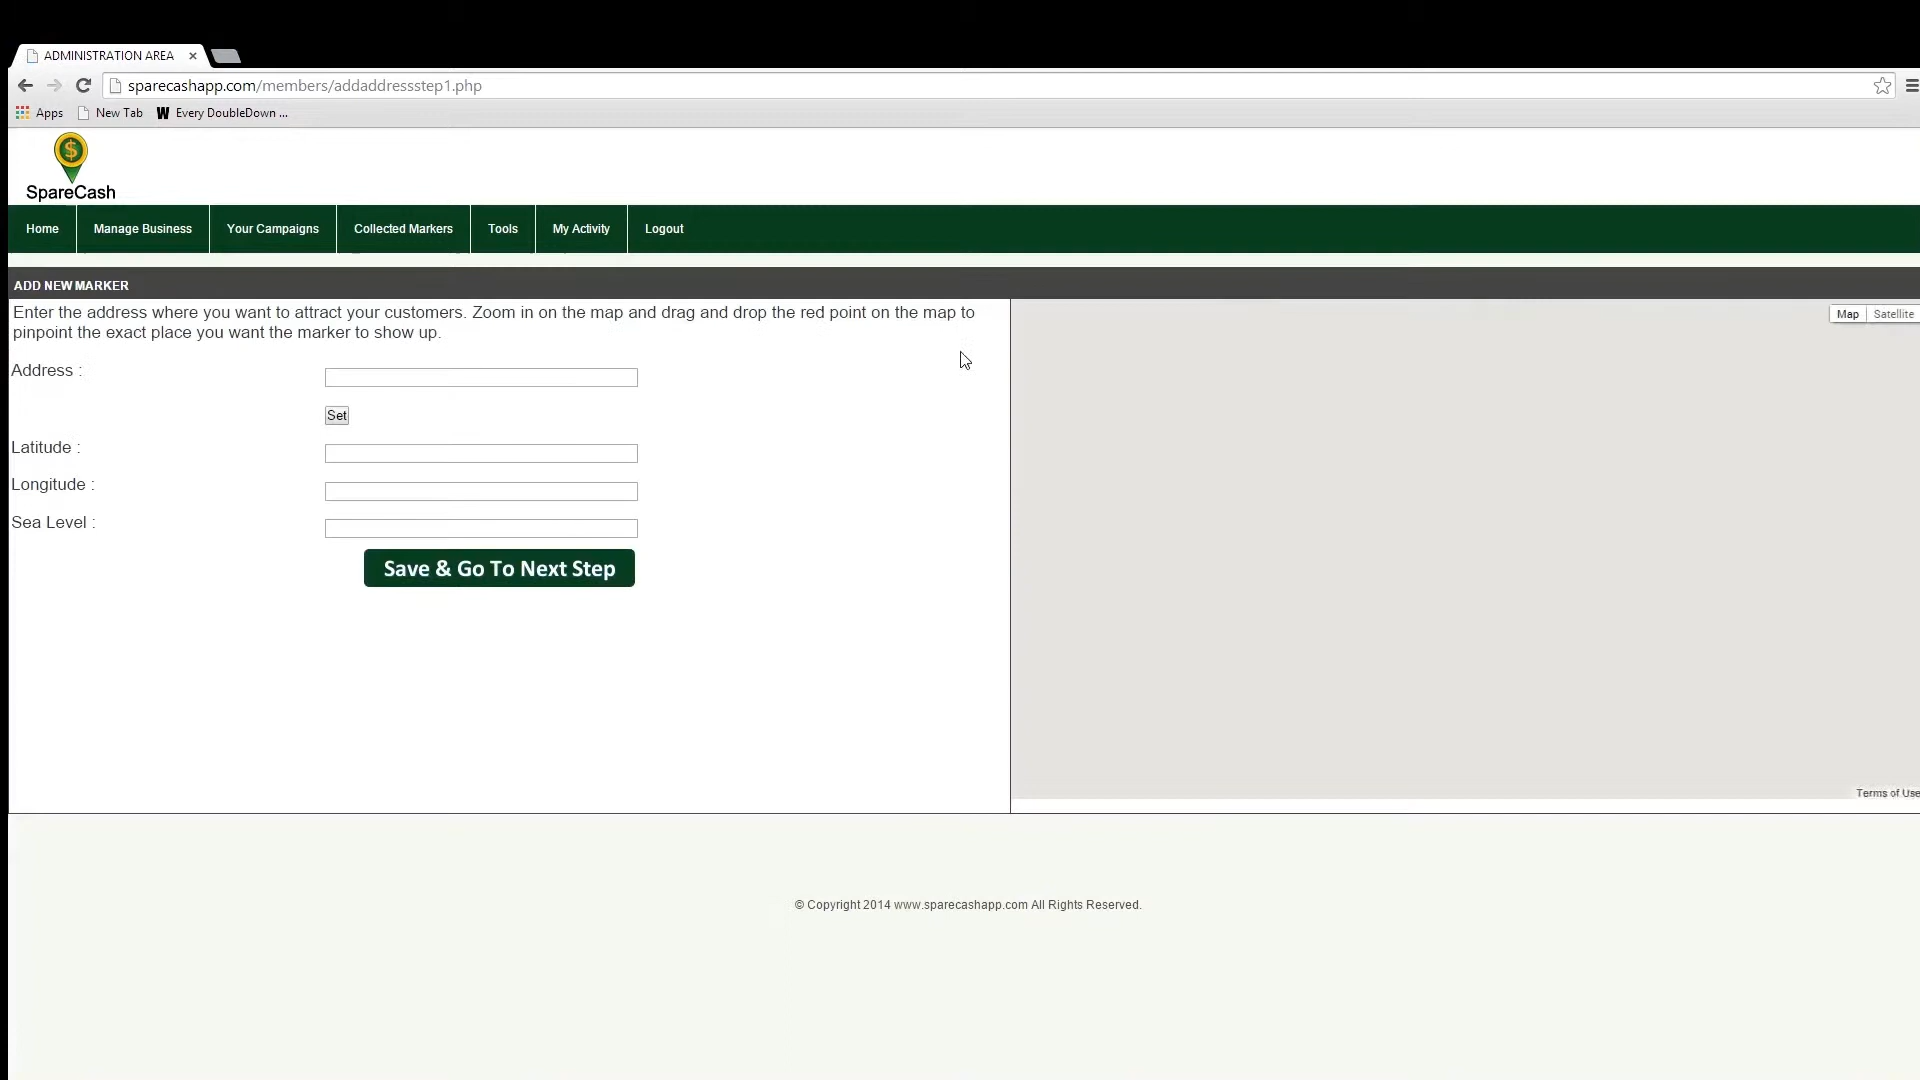 ADMINISTRATION AREA
sparecashapp.com/members/addaddressstep1.php
Apps New Tab W Every DoubleDown ...
$
SpareCash
Home Manage Business Your Campaigns Collected Markers Tools My Activity Logout
ADD NEW MARKER
Enter the address where you want to attract your customers. Zoom in on the map and drag and drop the red point on the map to
pinpoint the exact place you want the marker to show up.
Map Satellite
Address :
Set
Latitude :
Longitude :
Sea Level :
Save & Go To Next Step
Terms of Use
© Copyright 2014 www.sparecashapp.com All Rights Reserved.